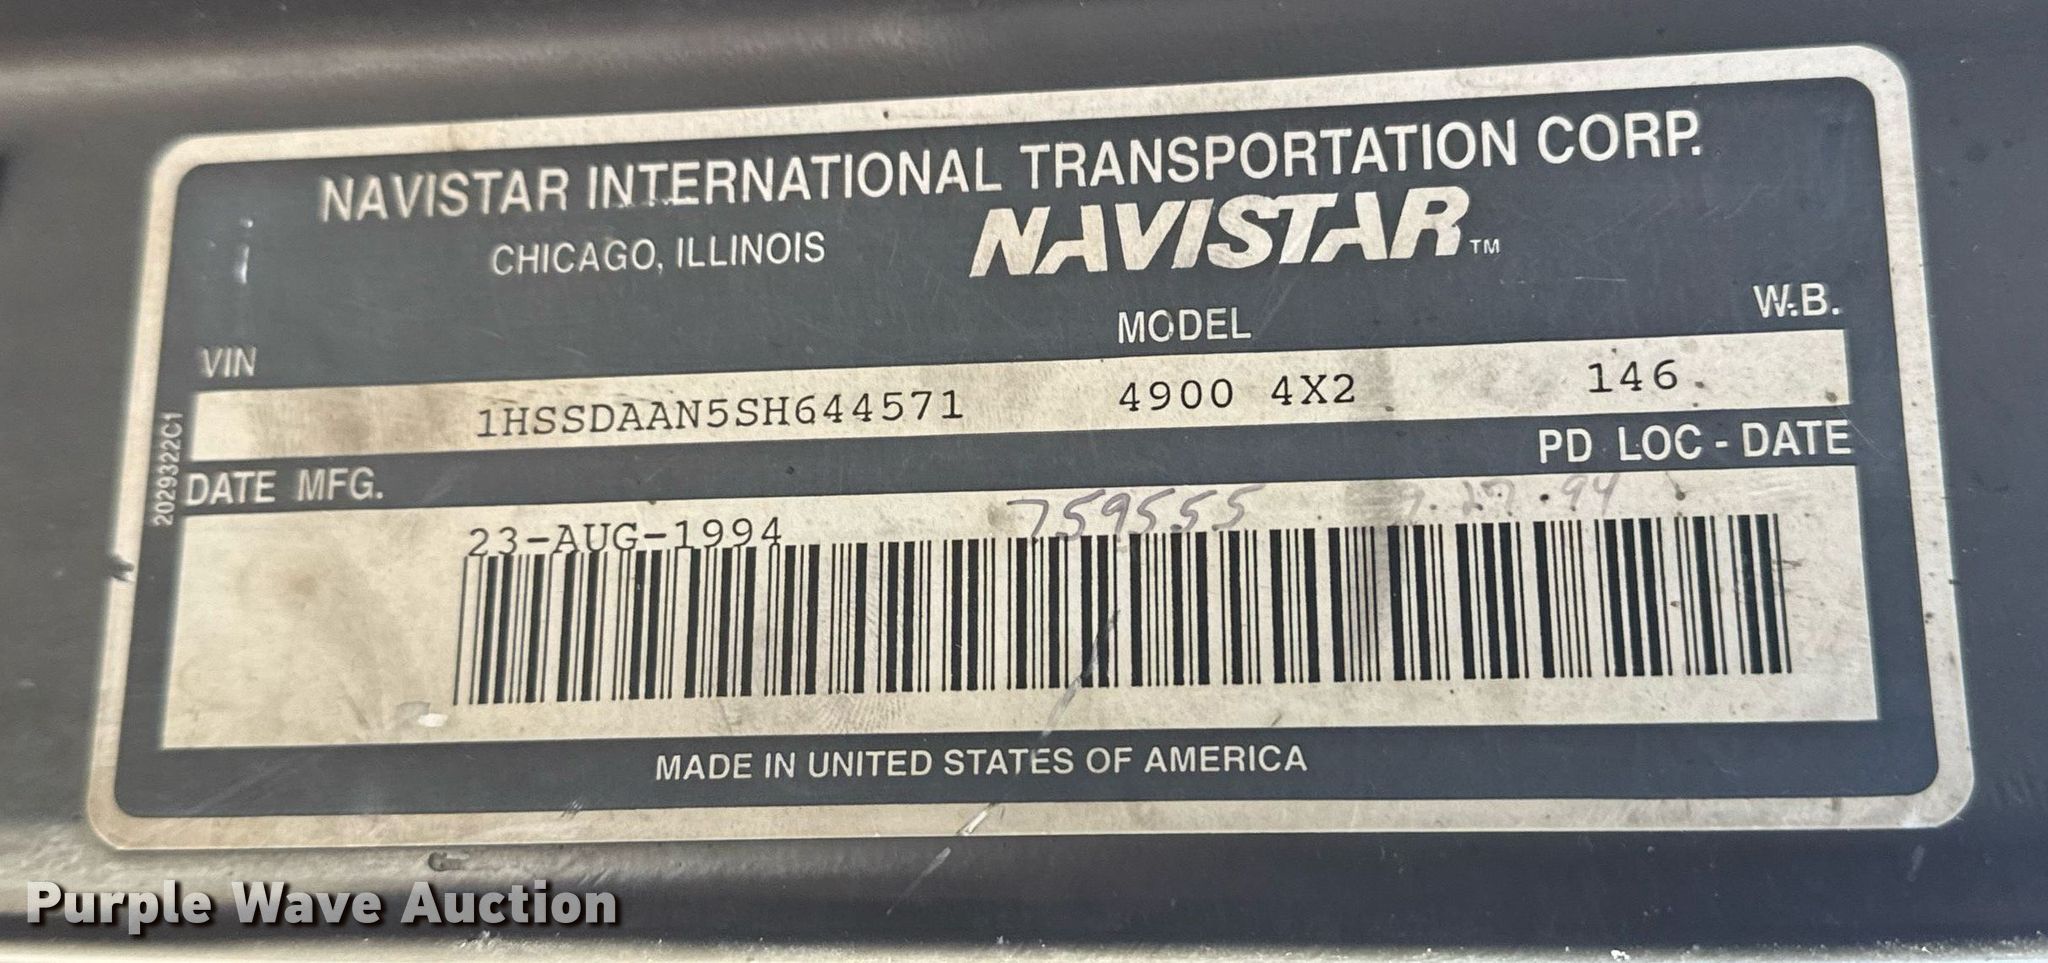 NAVISTAR INTERNATIONAL TRANSPORTATION CORP.
CHICAGO, ILLINOIS
NAVISTAR™
VIN
MODEL
W.B.
1HSSDAAN5SH644571
4900 4X2
146
2029322C1
DATE MFG.
PD LOC - DATE
23-AUG-1994
759555
MADE IN UNITED STATES OF AMERICA
Purple Wave Auction